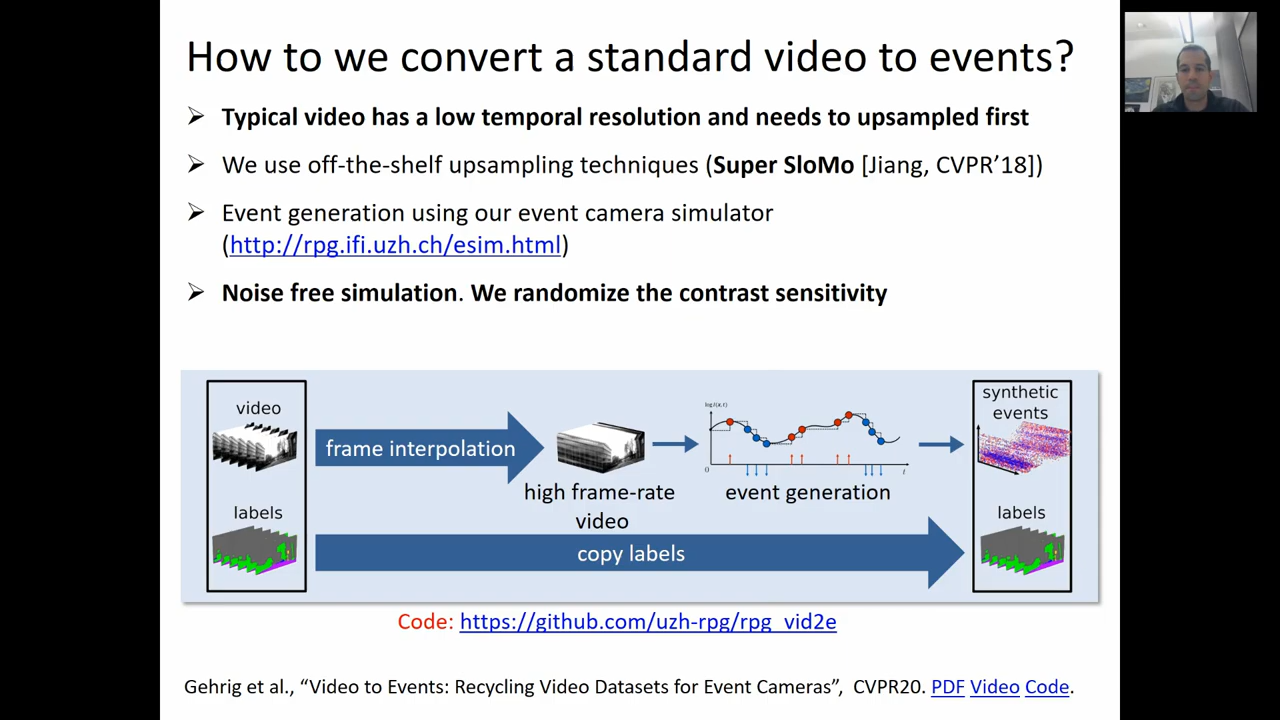 How to we convert a standard video to events?
➢ Typical video has a low temporal resolution and needs to upsampled first
➢ We use off-the-shelf upsampling techniques (Super SloMo [Jiang, CVPR’18])
➢ Event generation using our event camera simulator
(http://rpg.ifi.uzh.ch/esim.html)
➢ Noise free simulation. We randomize the contrast sensitivity
video
frame interpolation
high frame-rate
video
log I(x, t)
0
t
event generation
synthetic
events
labels
copy labels
labels
Code: https://github.com/uzh-rpg/rpg_vid2e
Gehrig et al., “Video to Events: Recycling Video Datasets for Event Cameras”, CVPR20. PDF Video Code.